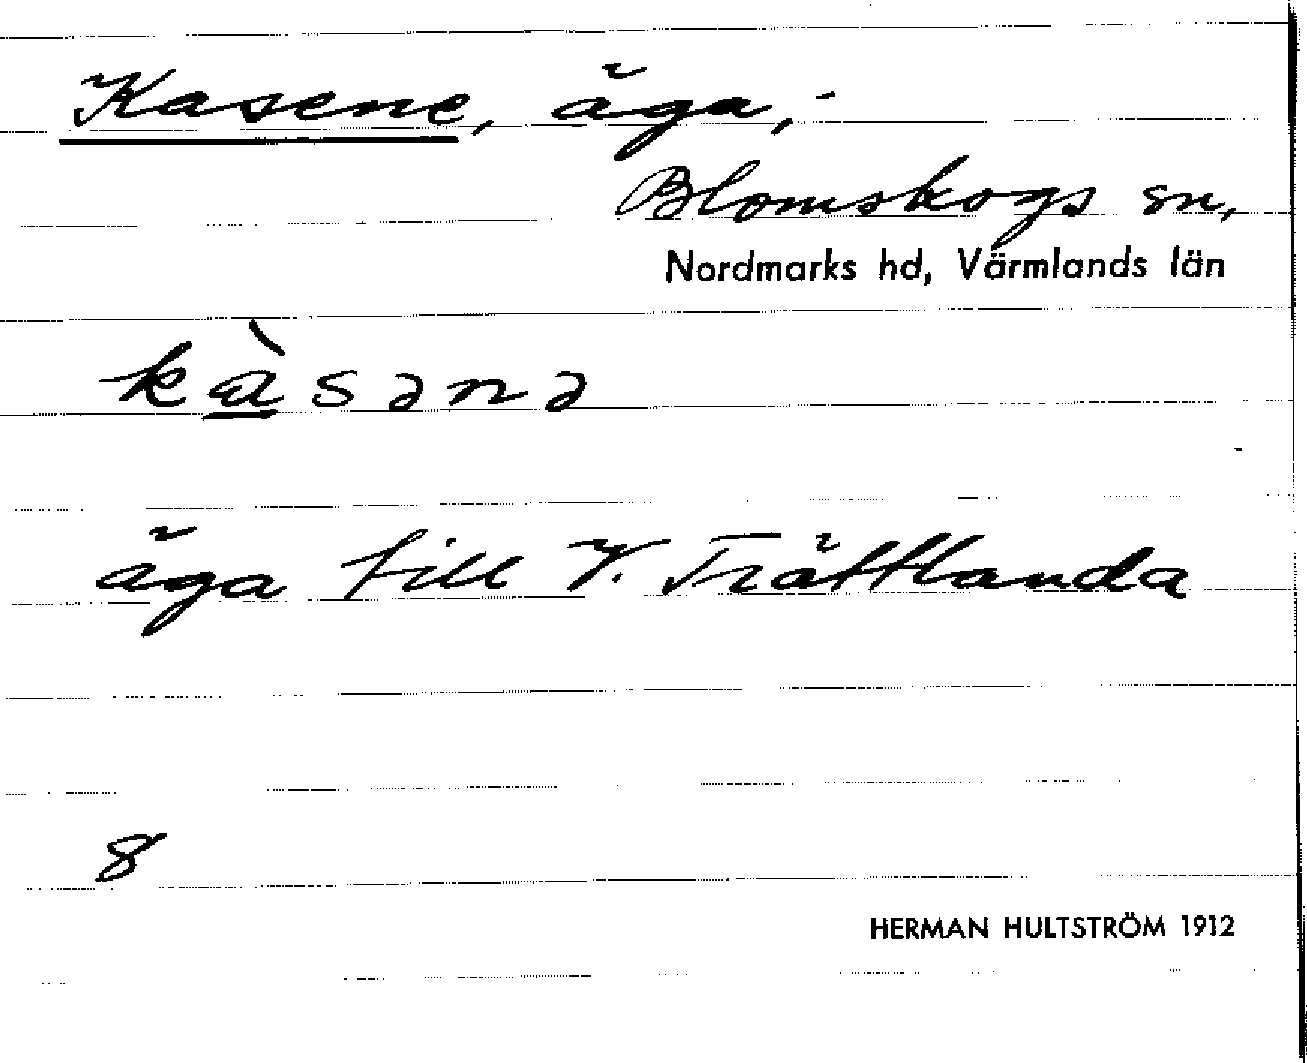 Kasene, äga,
Blomskogs sn,
Nordmarks hd, Värmlands län
kàsənə
äga till V. Trättlanda
8
HERMAN HULTSTRÖM 1912